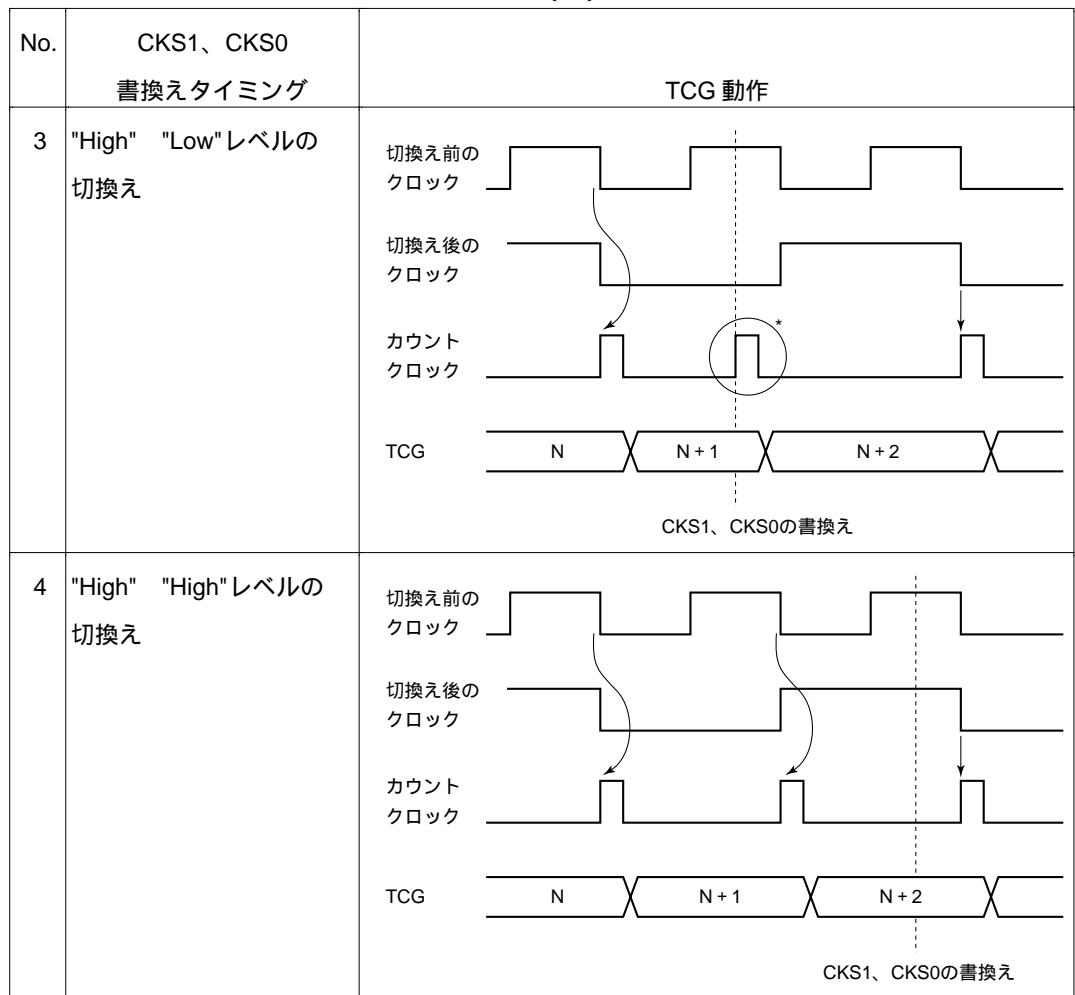 No.
CKS1、CKS0
書換えタイミング
TCG 動作
3
"High" "Low"レベルの
切換え
切換え前の
クロック
切換え後の
クロック
カウント
クロック
*
TCG
N
N + 1
N + 2
CKS1、CKS0の書換え
4
"High" "High"レベルの
切換え
切換え前の
クロック
切換え後の
クロック
カウント
クロック
TCG
N
N + 1
N + 2
CKS1、CKS0の書換え